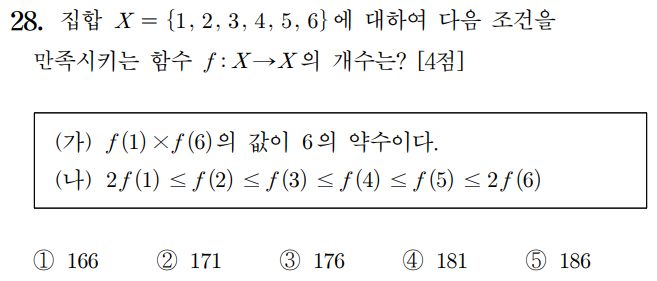 28. 집합 X = {1, 2, 3, 4, 5, 6}에 대하여 다음 조건을
만족시키는 함수 f : X→X의 개수는? [4점]
(가) f(1)×f(6)의 값이 6의 약수이다.
(나) 2f(1) ≤ f(2) ≤ f(3) ≤ f(4) ≤ f(5) ≤ 2f(6)
① 166 ② 171 ③ 176 ④ 181 ⑤ 186